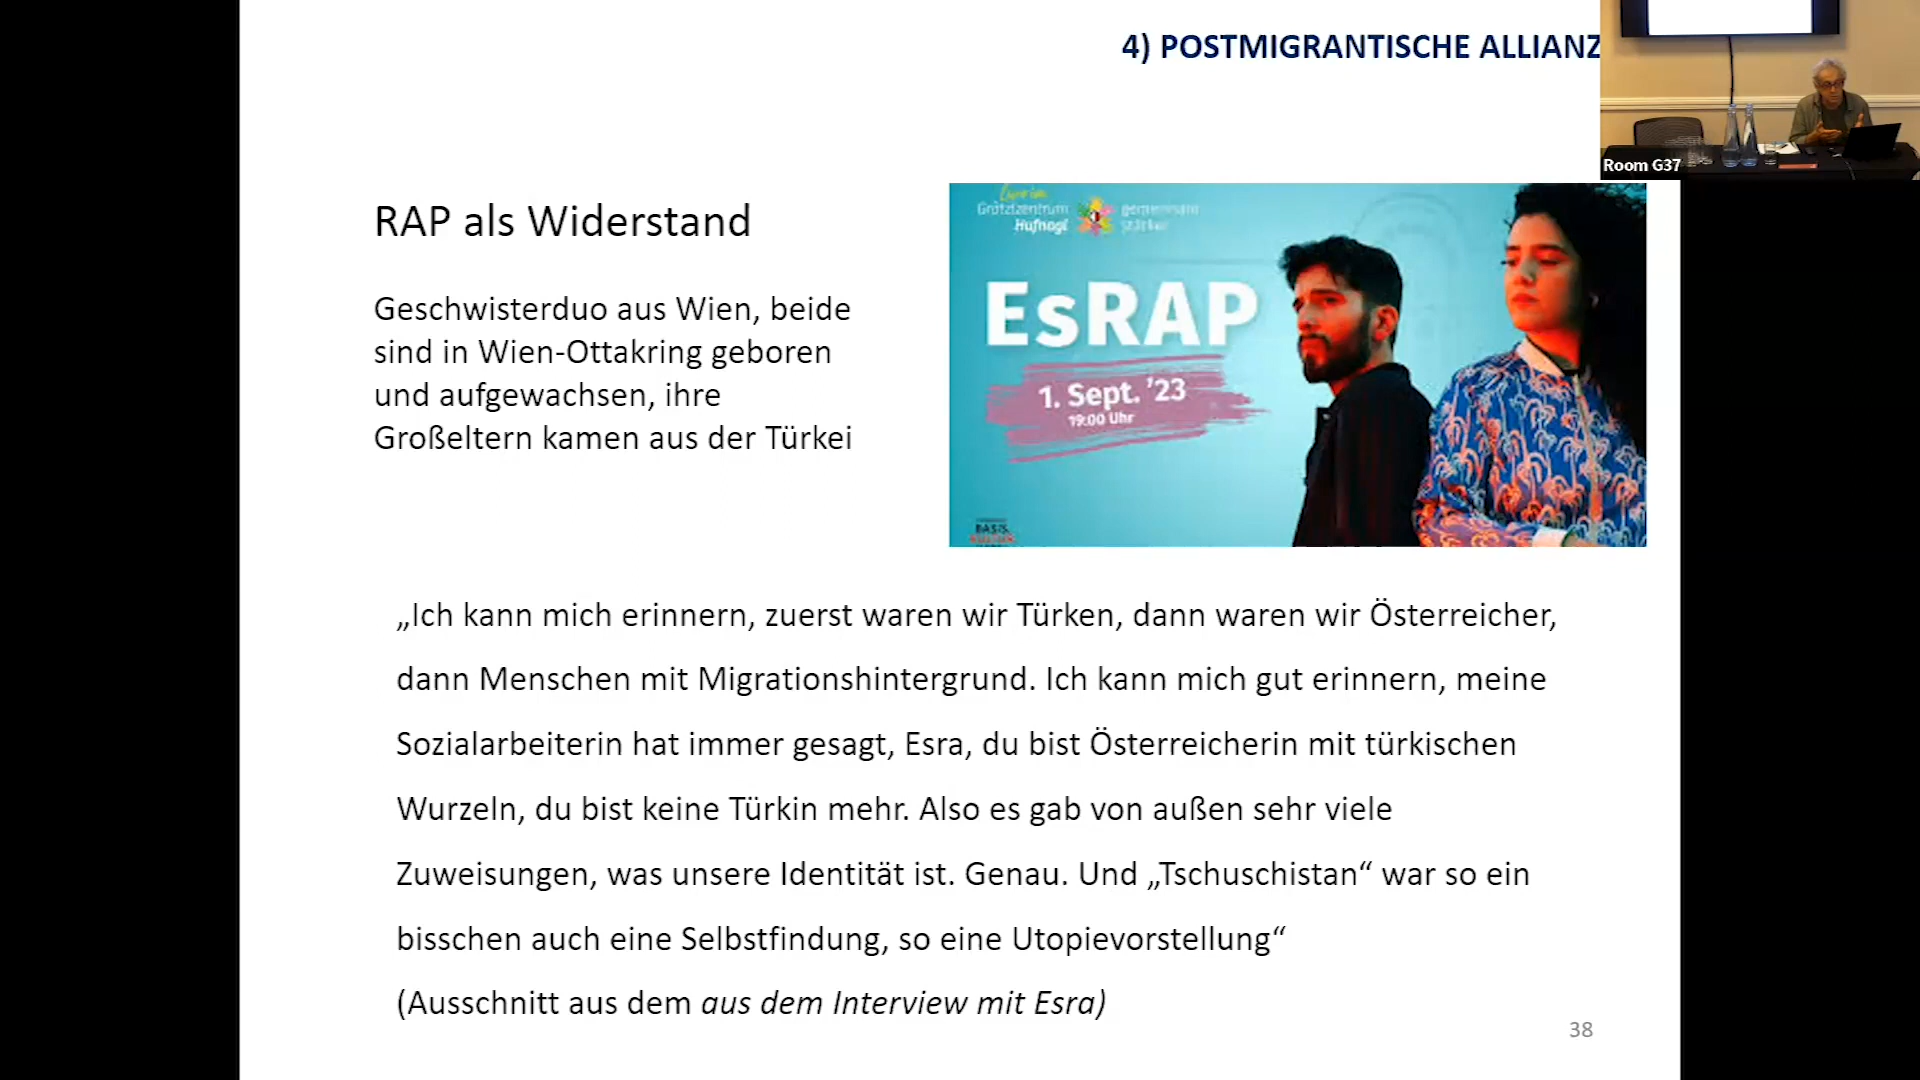 4) POSTMIGRANTISCHE ALLIANZ
Room G37
RAP als Widerstand
Geschwisterduo aus Wien, beide
sind in Wien-Ottakring geboren
und aufgewachsen, ihre
Großeltern kamen aus der Türkei
Grätzlzentrum
Hufnagl
gemeinsam
stärker
EsRAP
1. Sept. '23
19:00 Uhr
BASIS.
KULTUR
„Ich kann mich erinnern, zuerst waren wir Türken, dann waren wir Österreicher,
dann Menschen mit Migrationshintergrund. Ich kann mich gut erinnern, meine
Sozialarbeiterin hat immer gesagt, Esra, du bist Österreicherin mit türkischen
Wurzeln, du bist keine Türkin mehr. Also es gab von außen sehr viele
Zuweisungen, was unsere Identität ist. Genau. Und „Tschuschistan“ war so ein
bisschen auch eine Selbstfindung, so eine Utopievorstellung“
(Ausschnitt aus dem aus dem Interview mit Esra)
38